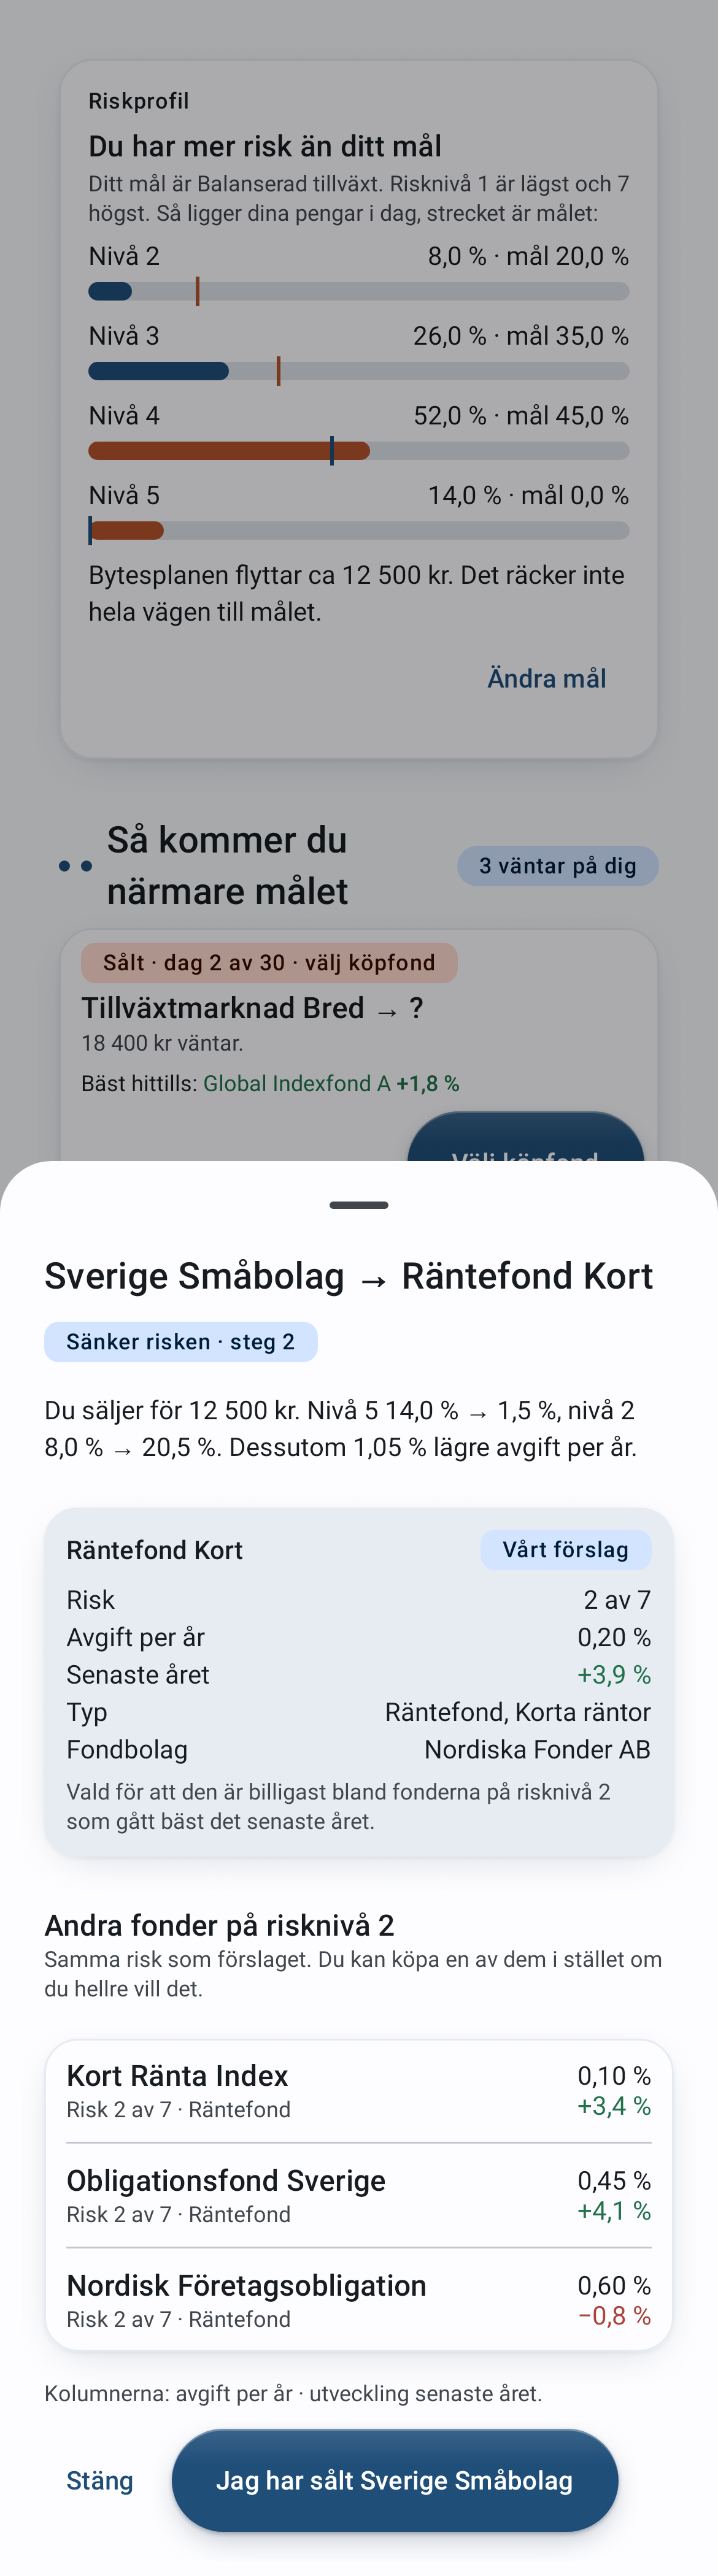 Riskprofil
Du har mer risk än ditt mål
Ditt mål är Balanserad tillväxt. Risknivå 1 är lägst och 7
högst. Så ligger dina pengar i dag, strecket är målet:
Nivå 2 8,0 % · mål 20,0 %
Nivå 3 26,0 % · mål 35,0 %
Nivå 4 52,0 % · mål 45,0 %
Nivå 5 14,0 % · mål 0,0 %
Bytesplanen flyttar ca 12 500 kr. Det räcker inte
hela vägen till målet.
Ändra mål
Så kommer du
närmare målet
3 väntar på dig
Sålt · dag 2 av 30 · välj köpfond
Tillväxtmarknad Bred → ?
18 400 kr väntar.
Bäst hittills: Global Indexfond A +1,8 %
Välj köpfond
Sverige Småbolag → Räntefond Kort
Sänker risken · steg 2
Du säljer för 12 500 kr. Nivå 5 14,0 % → 1,5 %, nivå 2
8,0 % → 20,5 %. Dessutom 1,05 % lägre avgift per år.
Räntefond Kort Vårt förslag
Risk 2 av 7
Avgift per år 0,20 %
Senaste året +3,9 %
Typ Räntefond, Korta räntor
Fondbolag Nordiska Fonder AB
Vald för att den är billigast bland fonderna på risknivå 2
som gått bäst det senaste året.
Andra fonder på risknivå 2
Samma risk som förslaget. Du kan köpa en av dem i stället om
du hellre vill det.
Kort Ränta Index 0,10 %
Risk 2 av 7 · Räntefond +3,4 %
Obligationsfond Sverige 0,45 %
Risk 2 av 7 · Räntefond +4,1 %
Nordisk Företagsobligation 0,60 %
Risk 2 av 7 · Räntefond −0,8 %
Kolumnerna: avgift per år · utveckling senaste året.
Stäng Jag har sålt Sverige Småbolag